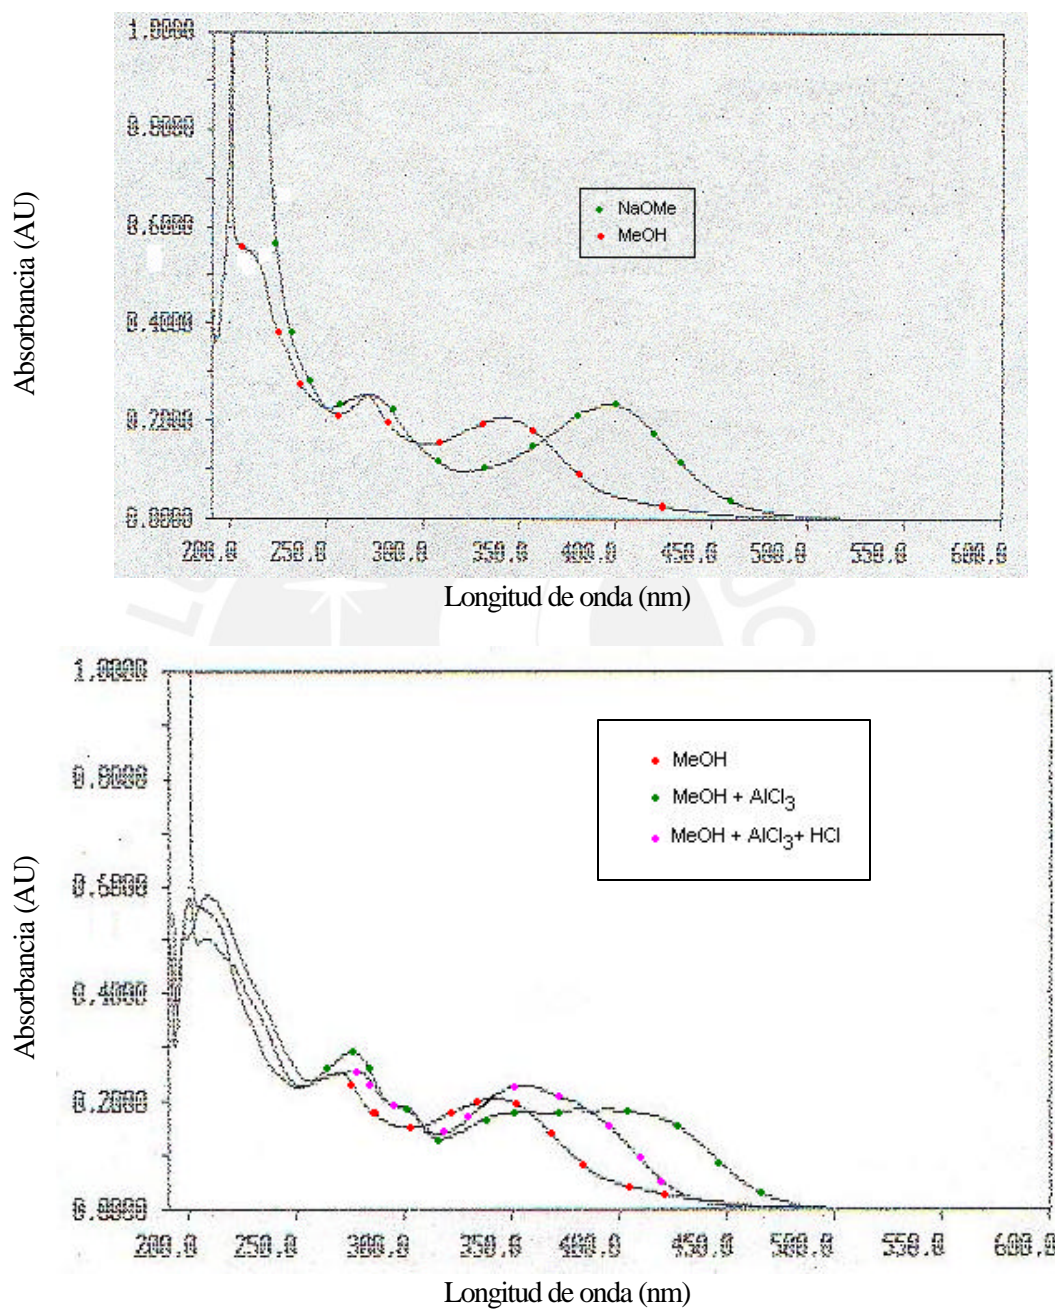 1.0000
0.8000
0.6000
0.4000
0.2000
0.0000
Absorbancia (AU)
NaOMe
MeOH
200.0 250.0 300.0 350.0 400.0 450.0 500.0 550.0 600.0
Longitud de onda (nm)
1.0000
0.8000
0.6000
0.4000
0.2000
0.0000
Absorbancia (AU)
MeOH
MeOH + AlCl3
MeOH + AlCl3+ HCl
200.0 250.0 300.0 350.0 400.0 450.0 500.0 550.0 600.0
Longitud de onda (nm)